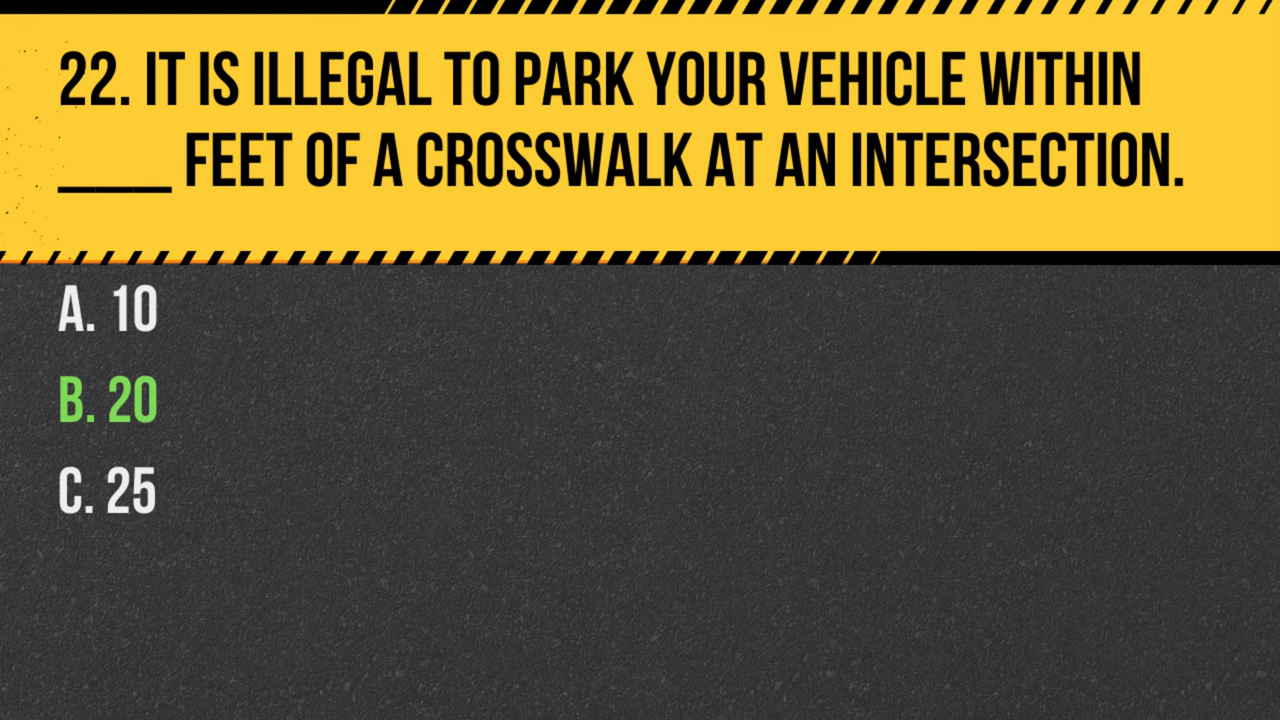 22. IT IS ILLEGAL TO PARK YOUR VEHICLE WITHIN
____ FEET OF A CROSSWALK AT AN INTERSECTION.
A. 10
B. 20
C. 25